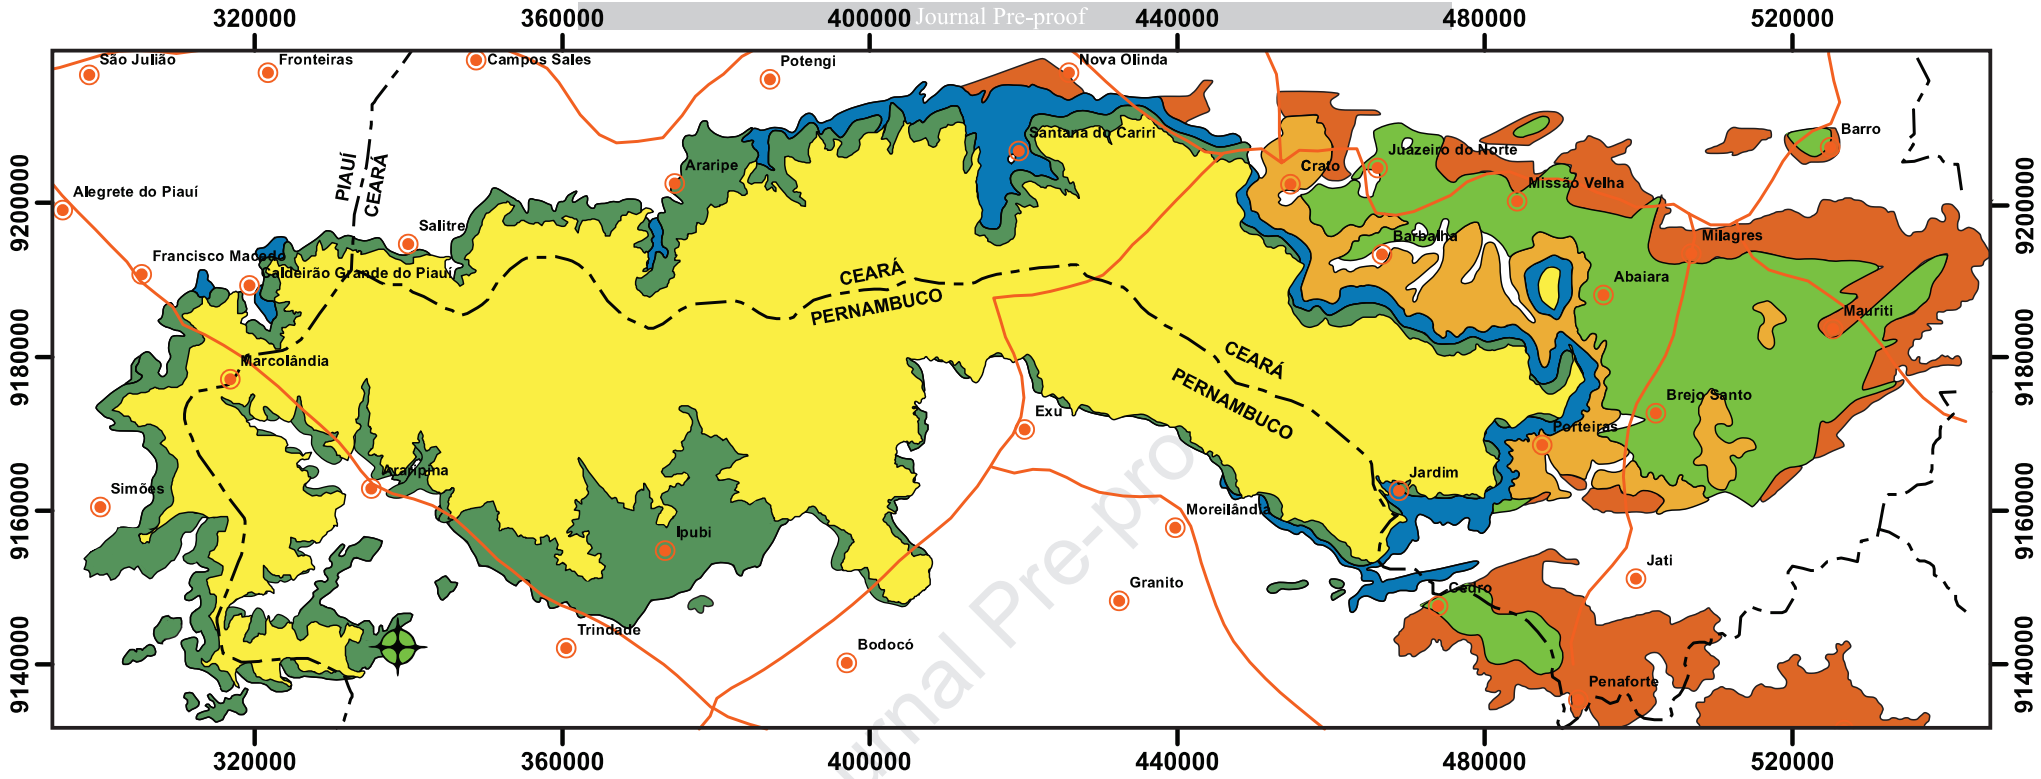 Journal Pre-proof
320000
360000
400000
440000
480000
520000
São Julião
Fronteiras
Campos Sales
Potengi
Nova Olinda
Barro
Santana do Cariri
Juazeiro do Norte
Crato
Missão Velha
Araripe
PIAUÍ
CEARÁ
Alegrete do Piauí
Salitre
Barbalha
Milagres
Francisco Macedo
Caldeirão Grande do Piauí
Abaiara
Mauriti
CEARÁ
PERNAMBUCO
Marcolândia
CEARÁ
PERNAMBUCO
Brejo Santo
Exu
Porteiras
Araripina
Jardim
Simões
Moreilândia
Ipubi
Jati
Granito
Cedro
Trindade
Bodocó
Penaforte
Journal Pre-proof
9200000
9180000
9160000
9140000
9200000
9180000
9160000
9140000
320000
360000
400000
440000
480000
520000